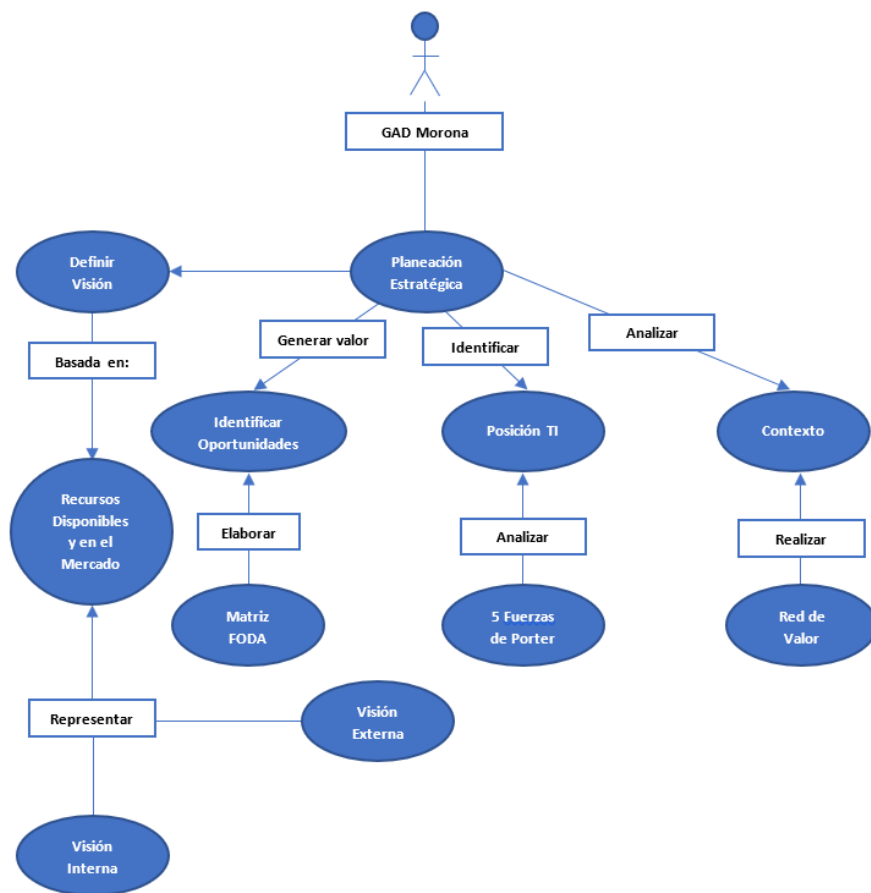 GAD Morona
Definir
Visión
Planeación
Estratégica
Generar valor
Identificar
Analizar
Basada en:
Identificar
Oportunidades
Posición TI
Contexto
Recursos
Disponibles
y en el
Mercado
Elaborar
Analizar
Realizar
Matriz
FODA
5 Fuerzas
de Porter
Red de
Valor
Representar
Visión
Externa
Visión
Interna